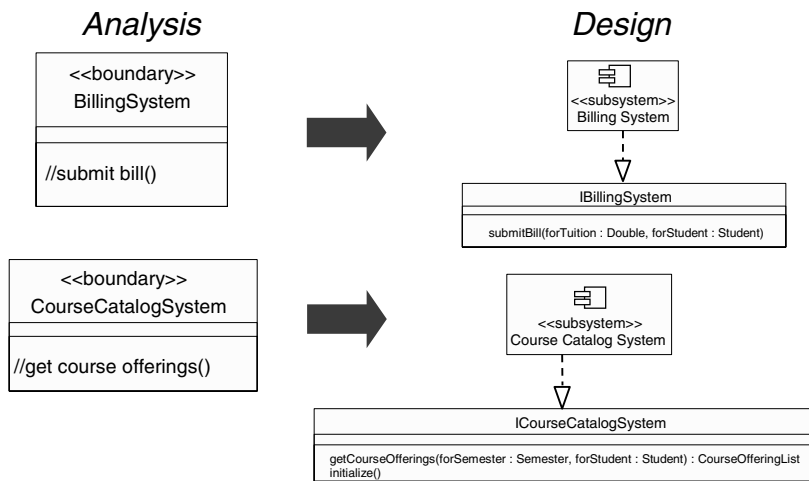 Analysis
Design
<<boundary>>
BillingSystem
//submit bill()
<<subsystem>>
Billing System
IBillingSystem
submitBill(forTuition : Double, forStudent : Student)
<<boundary>>
CourseCatalogSystem
//get course offerings()
<<subsystem>>
Course Catalog System
ICourseCatalogSystem
getCourseOfferings(forSemester : Semester, forStudent : Student) : CourseOfferingList
initialize()